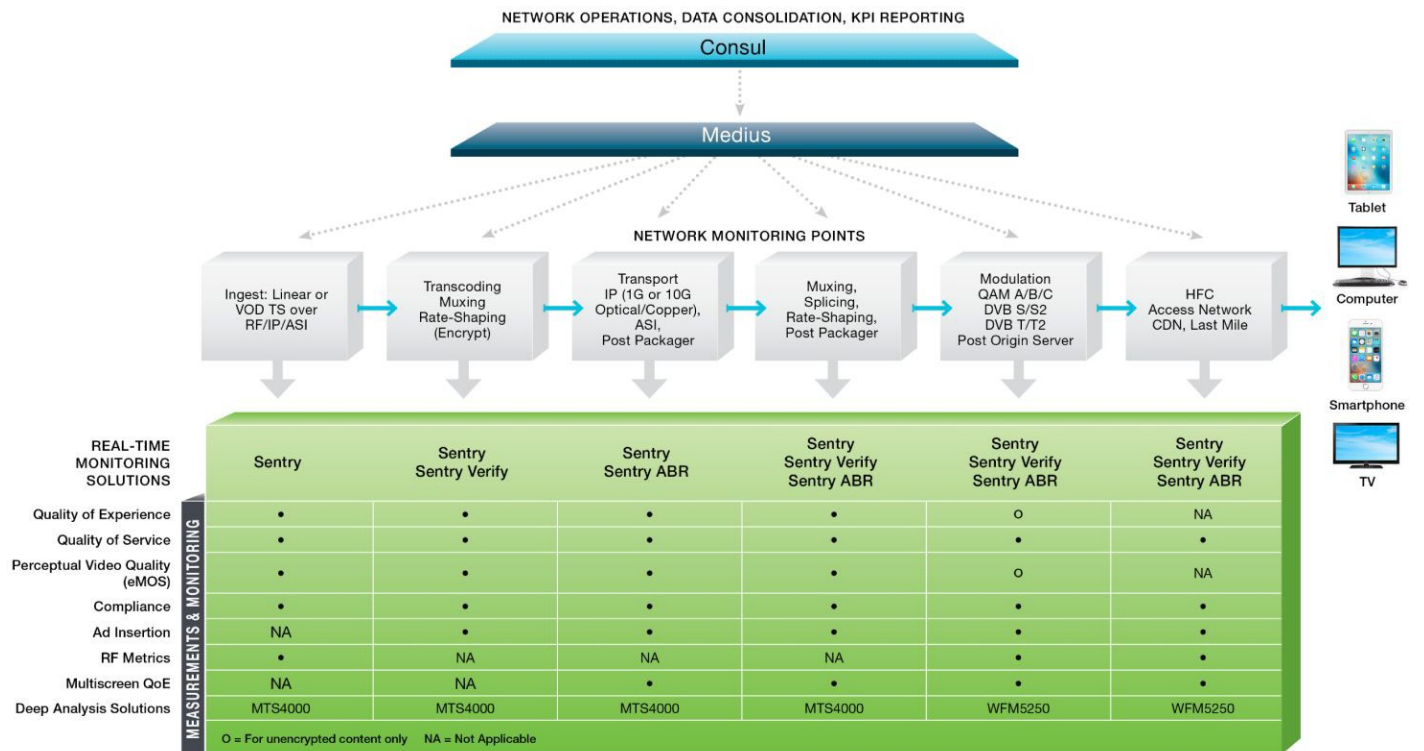 NETWORK OPERATIONS, DATA CONSOLIDATION, KPI REPORTING
Consul
Medius
NETWORK MONITORING POINTS
Ingest: Linear or
VOD TS over
RF/IP/ASI
Transcoding
Muxing
Rate-Shaping
(Encrypt)
Transport
IP (1G or 10G
Optical/Copper),
ASI,
Post Packager
Muxing,
Splicing,
Rate-Shaping,
Post Packager
Modulation
QAM A/B/C
DVB S/S2
DVB T/T2
Post Origin Server
HFC
Access Network
CDN, Last Mile
Tablet
Computer
Smartphone
TV
REAL-TIME
MONITORING
SOLUTIONS
Sentry
Sentry
Sentry Verify
Sentry
Sentry ABR
Sentry
Sentry Verify
Sentry ABR
Sentry
Sentry Verify
Sentry ABR
Sentry
Sentry Verify
Sentry ABR
MEASUREMENTS & MONITORING
Quality of Experience • • • • O NA
Quality of Service • • • • • •
Perceptual Video Quality
(eMOS) • • • • O NA
Compliance • • • • • •
Ad Insertion NA • • • • •
RF Metrics • NA NA NA • •
Multiscreen QoE NA NA • • • •
Deep Analysis Solutions MTS4000 MTS4000 MTS4000 MTS4000 WFM5250 WFM5250
O = For unencrypted content only NA = Not Applicable